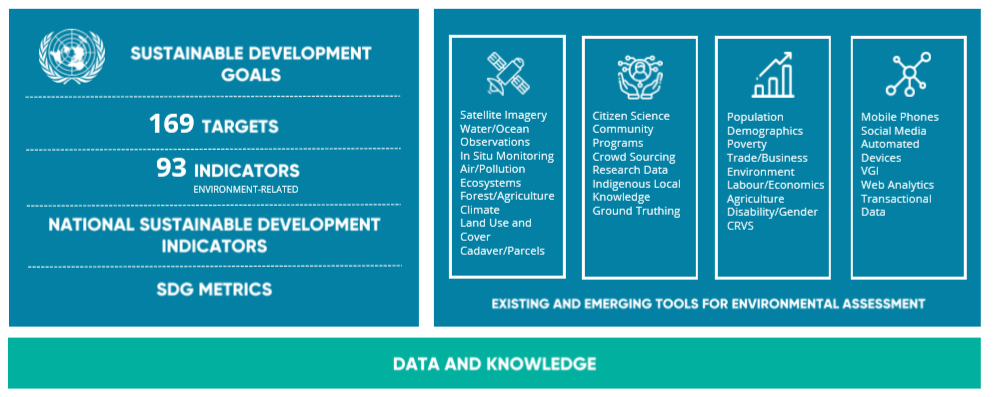 SUSTAINABLE DEVELOPMENT
GOALS
169 TARGETS
93 INDICATORS
ENVIRONMENT-RELATED
NATIONAL SUSTAINABLE DEVELOPMENT
INDICATORS
SDG METRICS
Satellite Imagery
Water/Ocean
Observations
In Situ Monitoring
Air/Pollution
Ecosystems
Forest/Agriculture
Climate
Land Use and
Cover
Cadaver/Parcels
Citizen Science
Community
Programs
Crowd Sourcing
Research Data
Indigenous Local
Knowledge
Ground Truthing
Population
Demographics
Poverty
Trade/Business
Environment
Labour/Economics
Agriculture
Disability/Gender
CRVS
Mobile Phones
Social Media
Automated
Devices
VGI
Web Analytics
Transactional
Data
EXISTING AND EMERGING TOOLS FOR ENVIRONMENTAL ASSESSMENT
DATA AND KNOWLEDGE